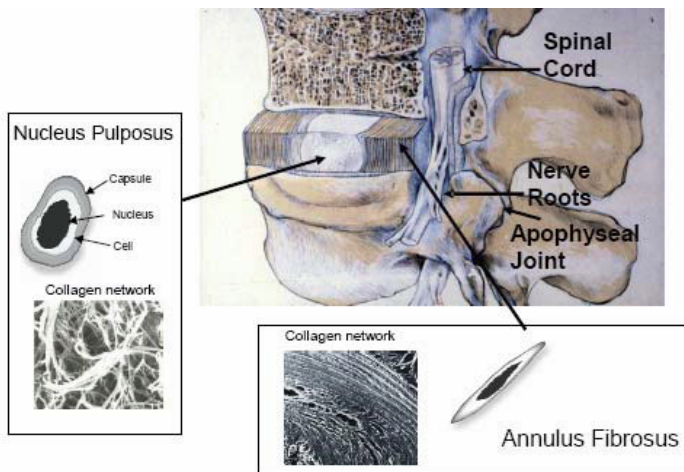 Spinal
Cord
Nucleus Pulposus
Capsule
Nucleus
Cell
Nerve
Roots
Apophyseal
Joint
Collagen network
Collagen network
Annulus Fibrosus